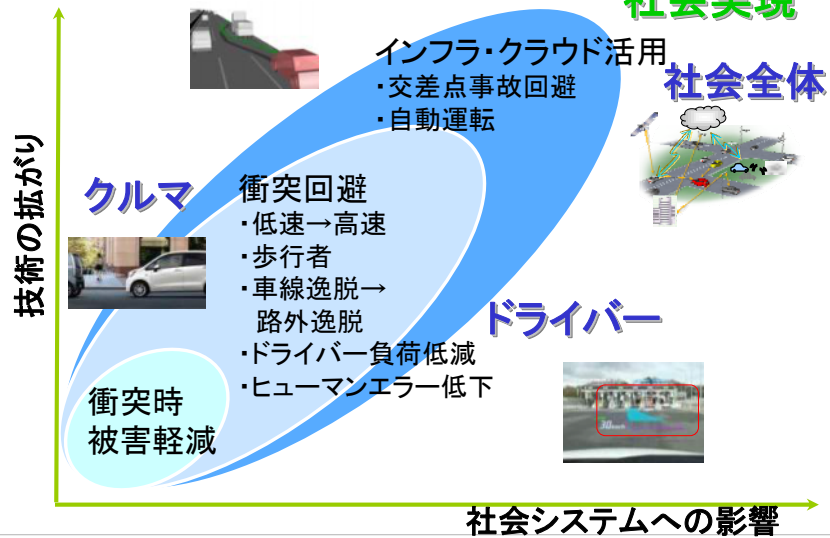 社会実現
インフラ・クラウド活用
・交差点事故回避
・自動運転
社会全体
クルマ
衝突回避
・低速→高速
・歩行者
・車線逸脱→
路外逸脱
・ドライバー負荷低減
・ヒューマンエラー低下
ドライバー
衝突時
被害軽減
技術の拡がり
社会システムへの影響